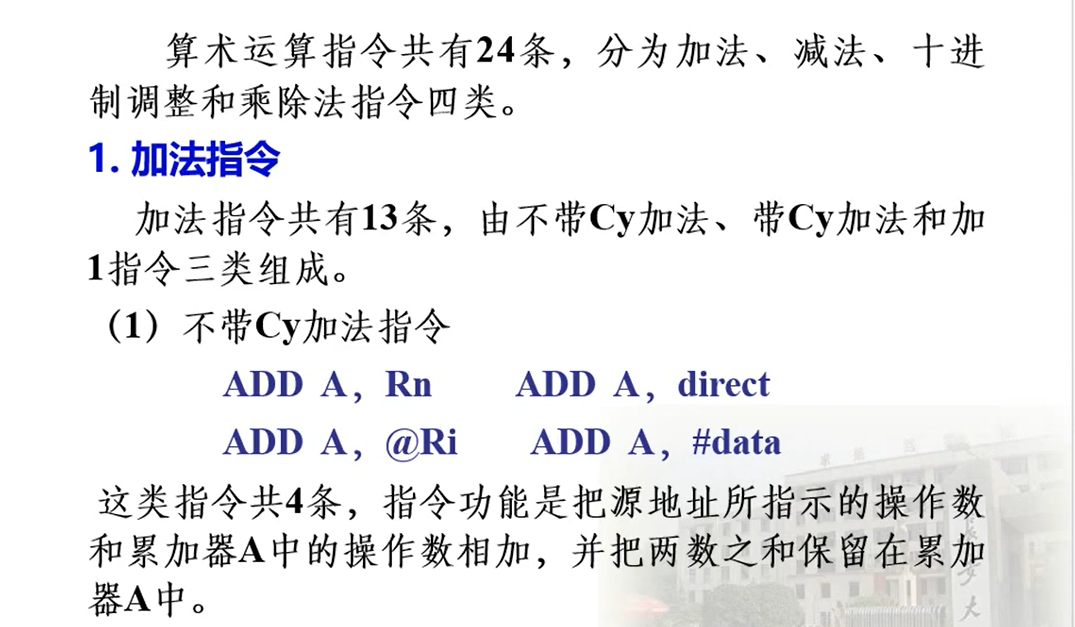 算术运算指令共有24条，分为加法、减法、十进
制调整和乘除法指令四类。
1. 加法指令
加法指令共有13条，由不带Cy加法、带Cy加法和加
1指令三类组成。
（1）不带Cy加法指令
ADD A，Rn ADD A，direct
ADD A，@Ri ADD A，#data
这类指令共4条，指令功能是把源地址所指示的操作数
和累加器A中的操作数相加，并把两数之和保留在累加
器A中。